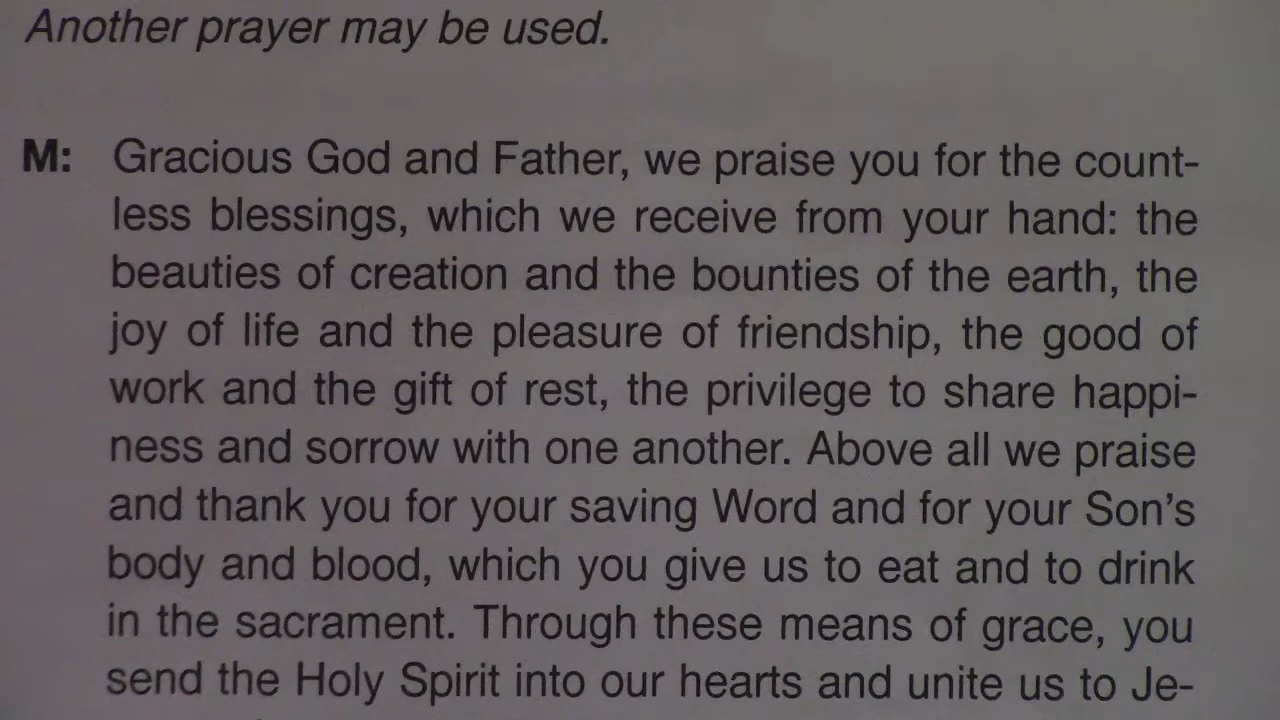 Another prayer may be used.
M: Gracious God and Father, we praise you for the count-
less blessings, which we receive from your hand: the
beauties of creation and the bounties of the earth, the
joy of life and the pleasure of friendship, the good of
work and the gift of rest, the privilege to share happi-
ness and sorrow with one another. Above all we praise
and thank you for your saving Word and for your Son's
body and blood, which you give us to eat and to drink
in the sacrament. Through these means of grace, you
send the Holy Spirit into our hearts and unite us to Je-